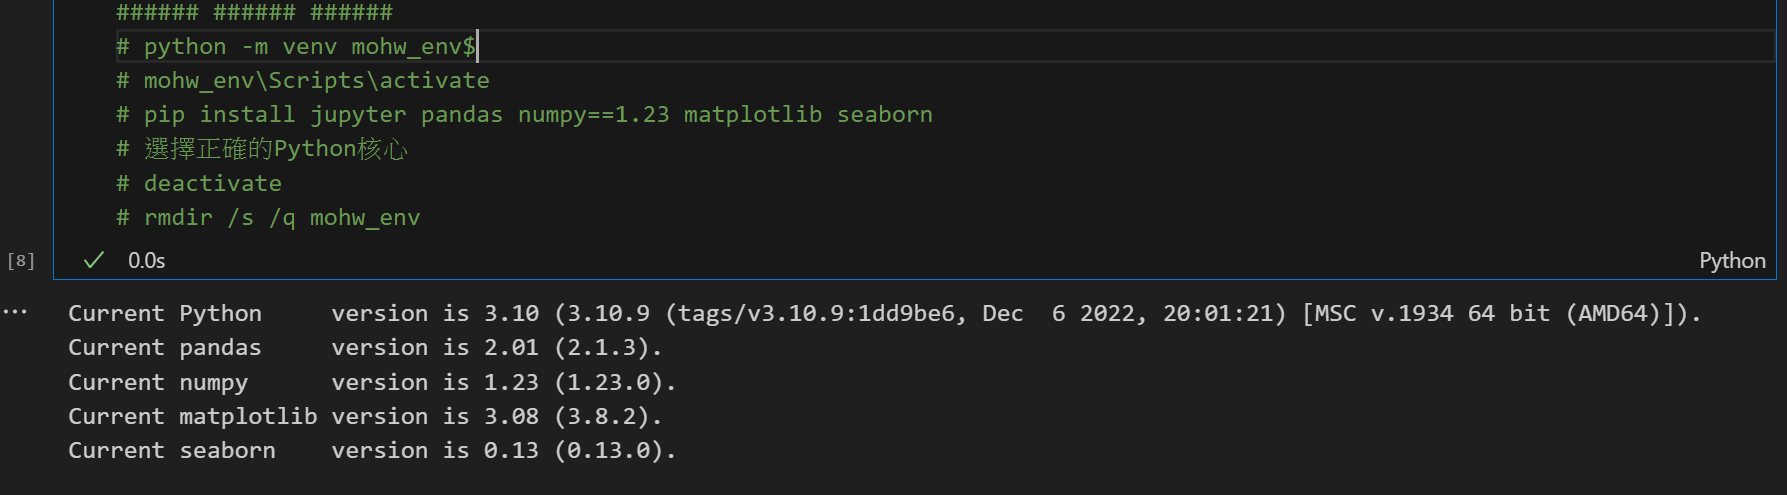 ###### ###### ######
# python -m venv mohw_env$
# mohw_env\Scripts\activate
# pip install jupyter pandas numpy==1.23 matplotlib seaborn
# 選擇正確的Python核心
# deactivate
# rmdir /s /q mohw_env
[8] ✓ 0.0s Python
... Current Python     version is 3.10 (3.10.9 (tags/v3.10.9:1dd9be6, Dec  6 2022, 20:01:21) [MSC v.1934 64 bit (AMD64)]).
Current pandas     version is 2.01 (2.1.3).
Current numpy      version is 1.23 (1.23.0).
Current matplotlib version is 3.08 (3.8.2).
Current seaborn    version is 0.13 (0.13.0).